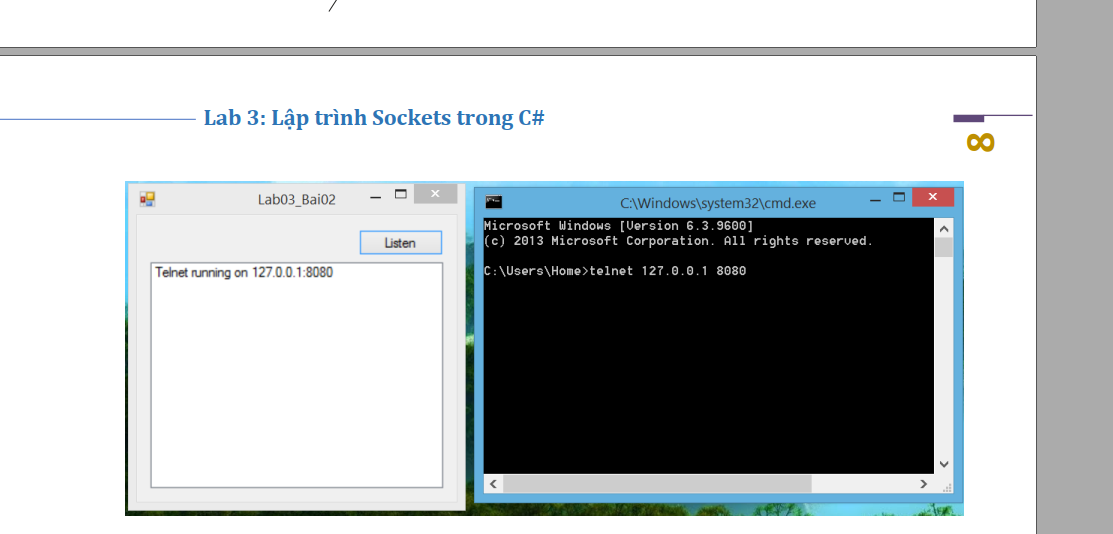 Lab 3: Lập trình Sockets trong C#
8
Lab03_Bai02
Listen
Telnet running on 127.0.0.1:8080
C:\Windows\system32\cmd.exe
Microsoft Windows [Version 6.3.9600]
(c) 2013 Microsoft Corporation. All rights reserved.
C:\Users\Home>telnet 127.0.0.1 8080